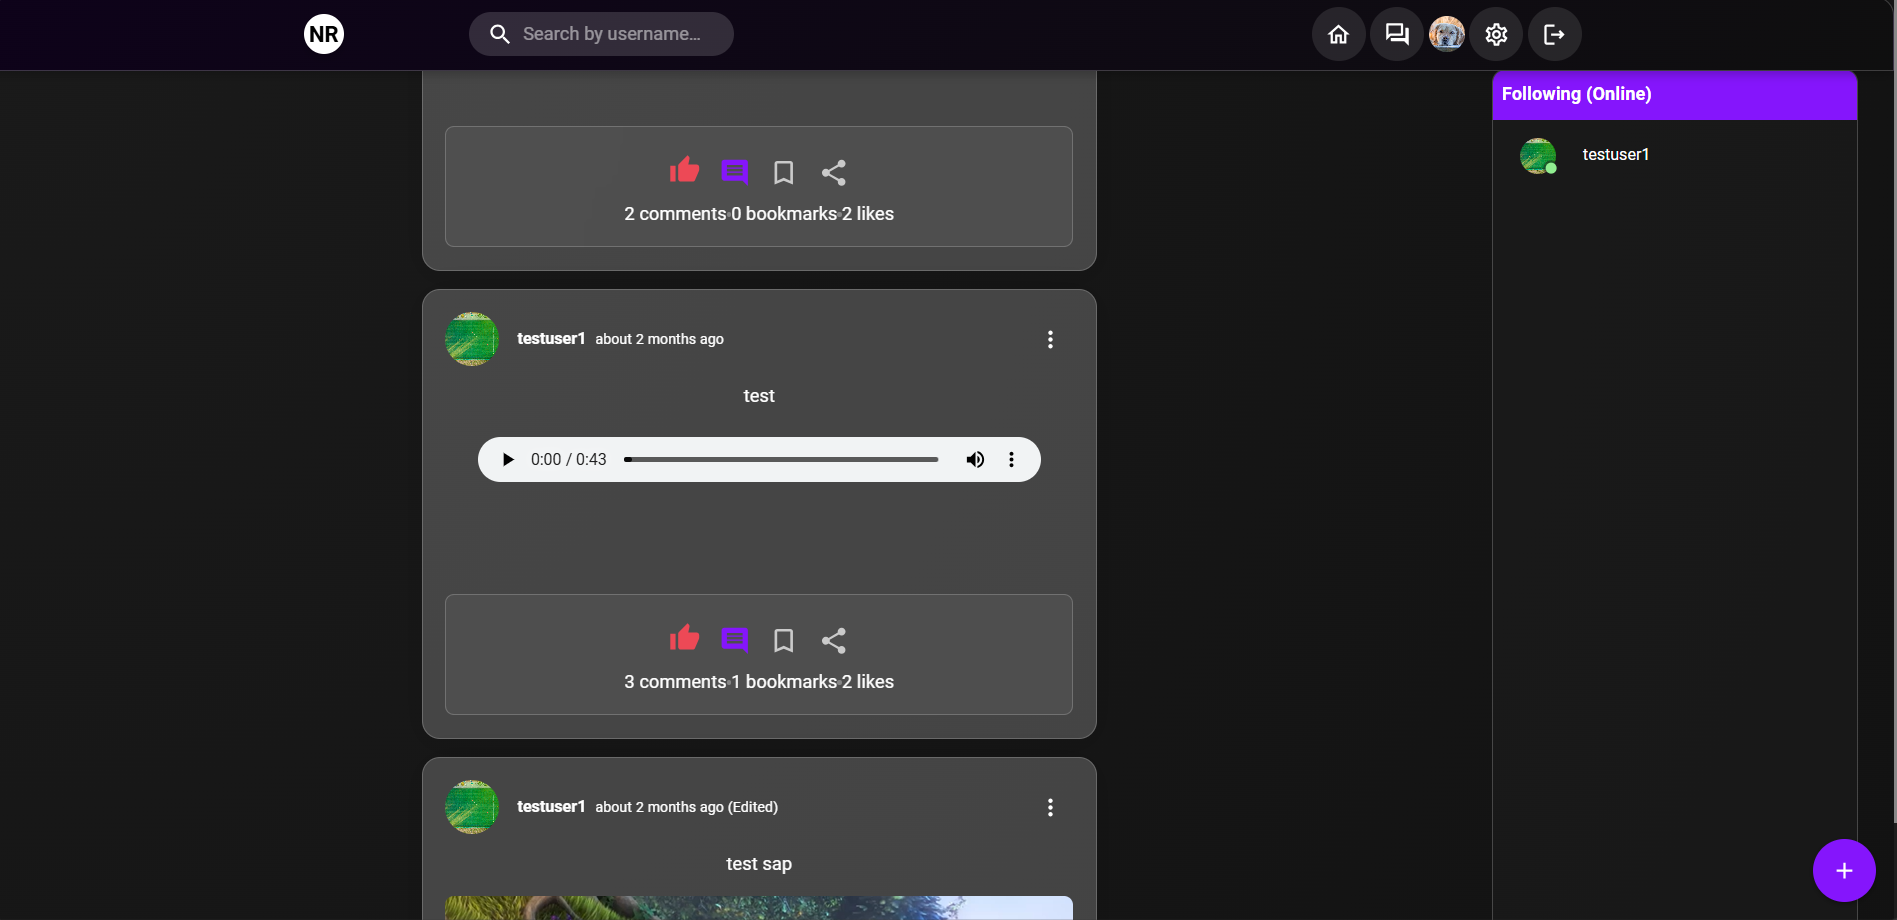 NR
Search by username...
Following (Online)
testuser1
2 comments•0 bookmarks•2 likes
testuser1 about 2 months ago
test
0:00 / 0:43
3 comments•1 bookmarks•2 likes
testuser1 about 2 months ago (Edited)
test sap